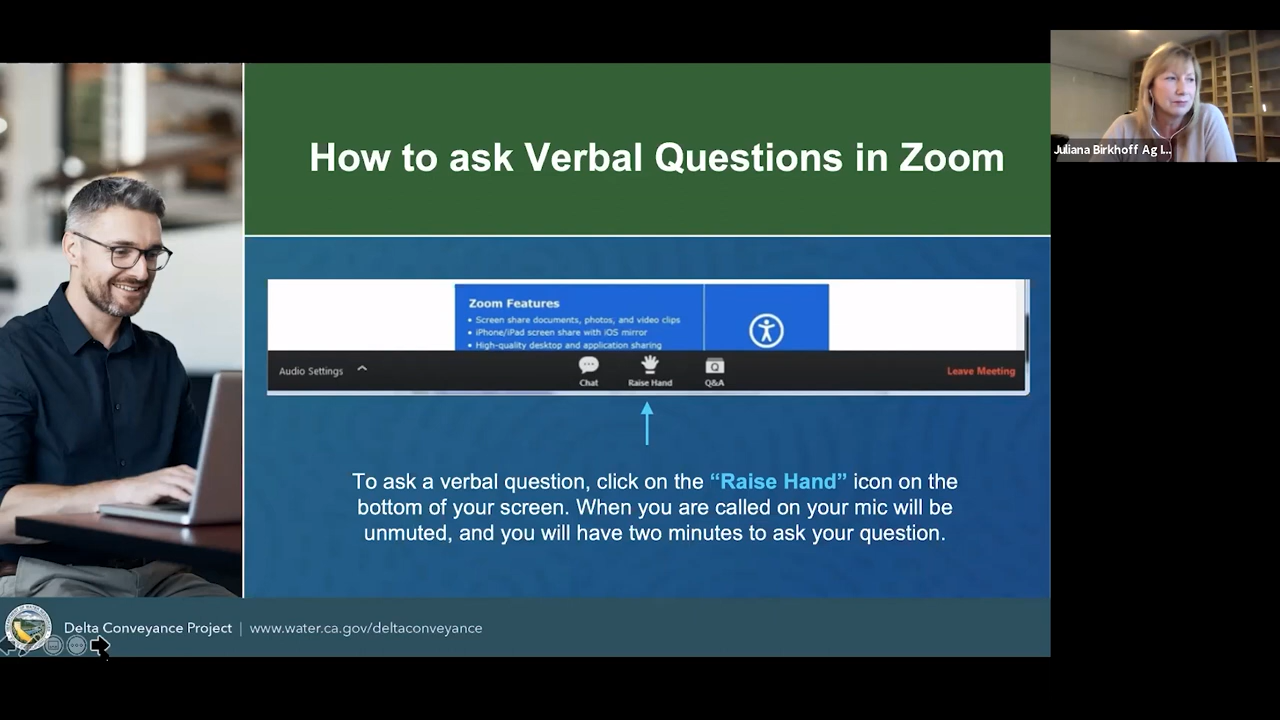 How to ask Verbal Questions in Zoom
Juliana Birkhoff Ag I...
Zoom Features
• Screen share documents, photos, and video clips
• iPhone/iPad screen share with iOS mirror
• High-quality desktop and application sharing
Audio Settings
Chat
Raise Hand
Q&A
Leave Meeting
To ask a verbal question, click on the “Raise Hand” icon on the
bottom of your screen. When you are called on your mic will be
unmuted, and you will have two minutes to ask your question.
Delta Conveyance Project | www.water.ca.gov/deltaconveyance